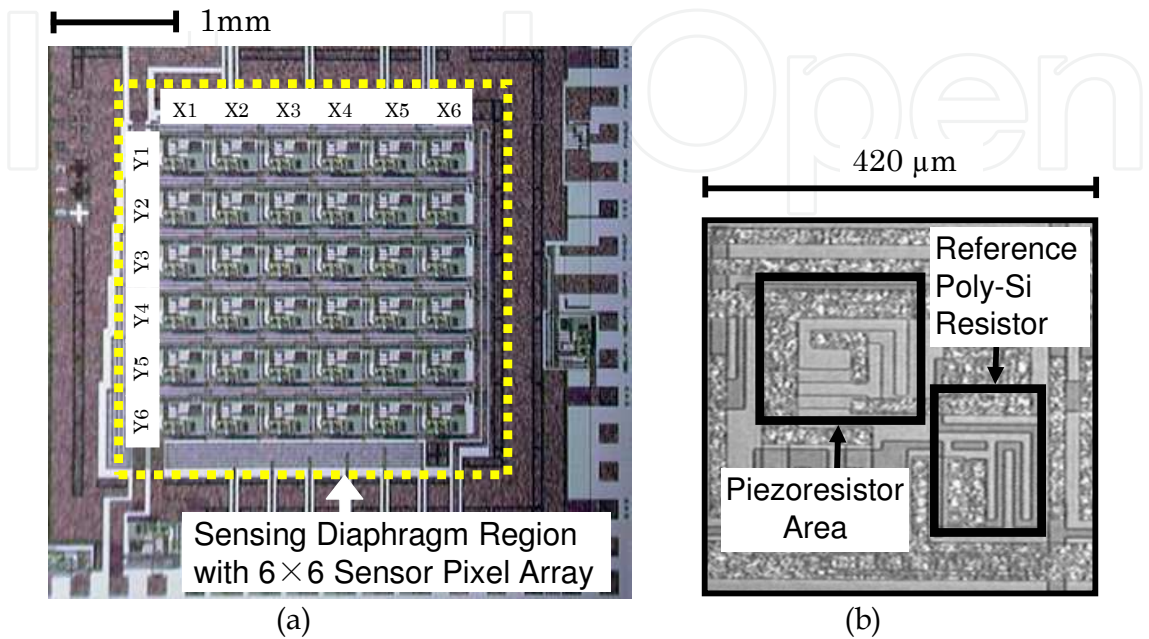 1mm
X1 X2 X3 X4 X5 X6
Y1
Y2
Y3
Y4
Y5
Y6
Sensing Diaphragm Region
with 6×6 Sensor Pixel Array
(a)
Open
420 µm
Reference
Poly-Si
Resistor
Piezoresistor
Area
(b)